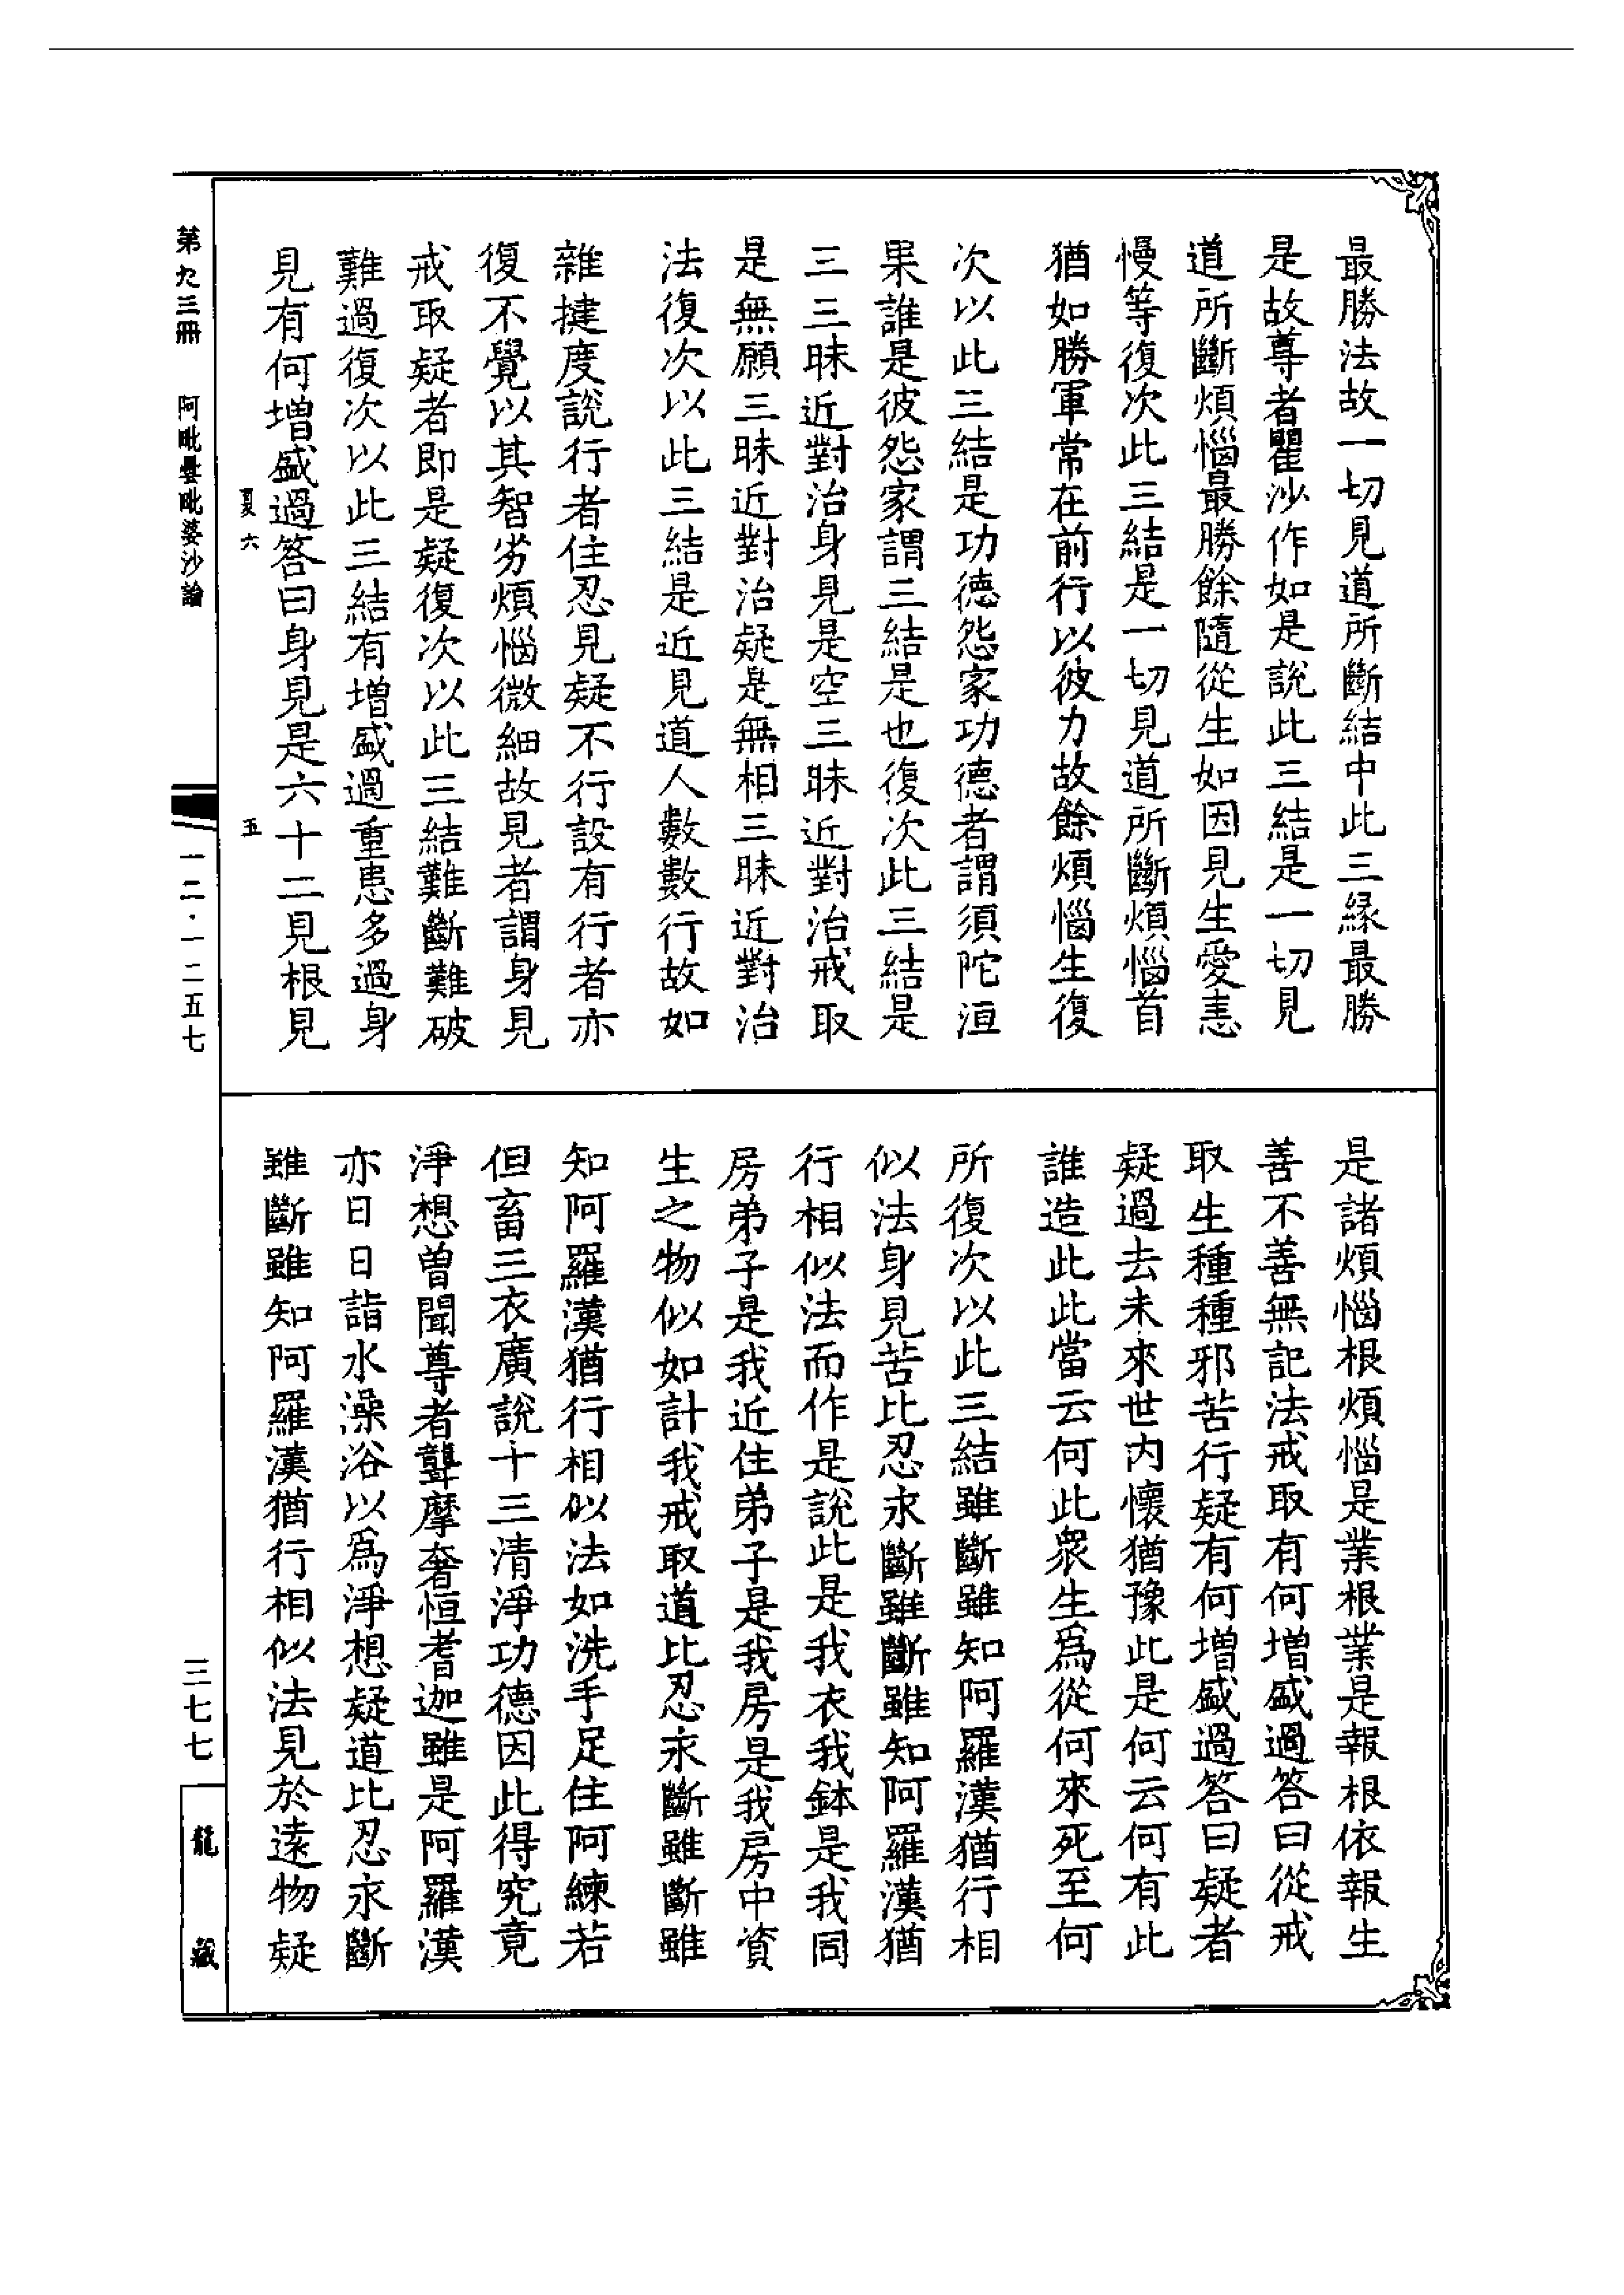 最勝法故一切見道所斷結中此三緣最勝
是故尊者瞿沙作如是說此三結是一切見
道所斷煩惱最勝餘隨從生如因見生愛恚
慢等復次此三結是一切見道所斷煩惱首
猶如勝軍常在前行以彼力故餘煩惱生復
次以此三結是功德怨家功德者謂須陀洹
果誰是彼怨家謂三結是也復次此三結是
三三昧近對治身見是空三昧近對治戒取
是無願三昧近對治疑是無相三昧近對治
法復次以此三結是近見道人數數行故如
雜揵度說行者住忍見疑不行設有行者亦
復不覺以其智劣煩惱微細故見者謂身見
戒取疑者即是疑復次以此三結難斷難破
難過復次以此三結有增盛過重患多過身
見有何增盛過答曰身見是六十二見根見
是諸煩惱根煩惱是業根業是報根依報生
善不善無記法戒取有何增盛過答曰從戒
取生種種邪苦行疑有何增盛過答曰疑者
疑過去未來世內懷猶豫此是何云何有此
誰造此此當云何此衆生爲從何來死至何
所復次以此三結雖斷雖知阿羅漢猶行相
似法身見苦比忍永斷雖斷雖知阿羅漢猶
行相似法而作是說此是我衣我鉢是我同
房弟子是我近住弟子是我房是我房中資
生之物似如計我戒取道比忍永斷雖斷雖
知阿羅漢猶行相似法如洗手足住阿練若
但畜三衣廣說十三清淨功德因此得究竟
淨想曾聞尊者聾摩奢恒耆迦雖是阿羅漢
亦日日詣水澡浴以爲淨想疑道比忍永斷
雖斷雖知阿羅漢猶行相似法見於遠物疑
夏六 五
第九三冊 阿毗曇毗婆沙論
一二·一二五七
三七七
龍藏